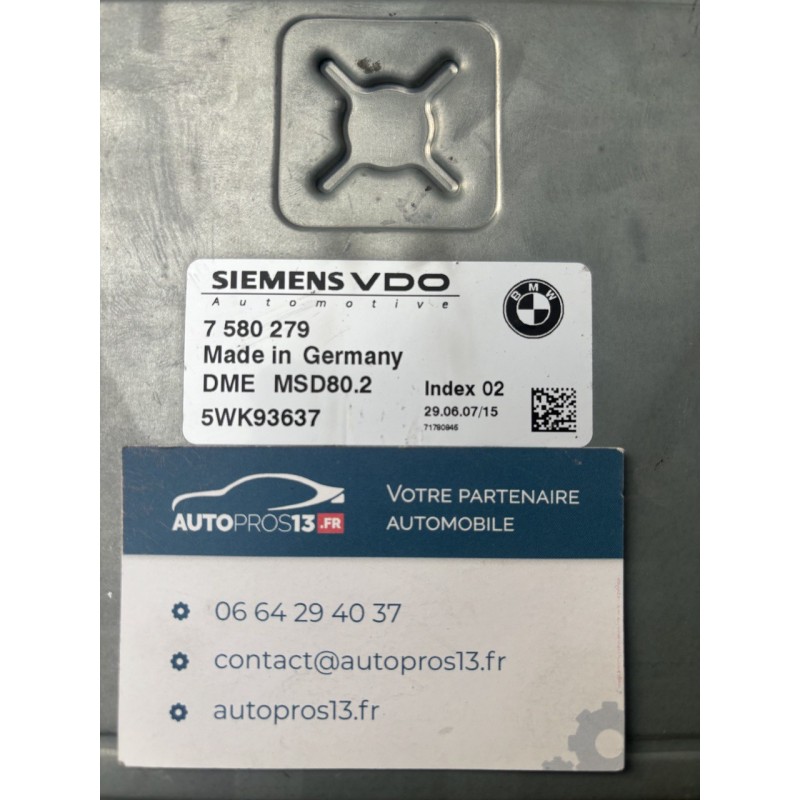 SIEMENS VDO
Automotive
BMW
7 580 279
Made in Germany
DME MSD80.2 Index 02
5WK93637 29.06.07/15
71780946
AUTOPROS13.FR
VOTRE PARTENAIRE
AUTOMOBILE
06 64 29 40 37
contact@autopros13.fr
autopros13.fr